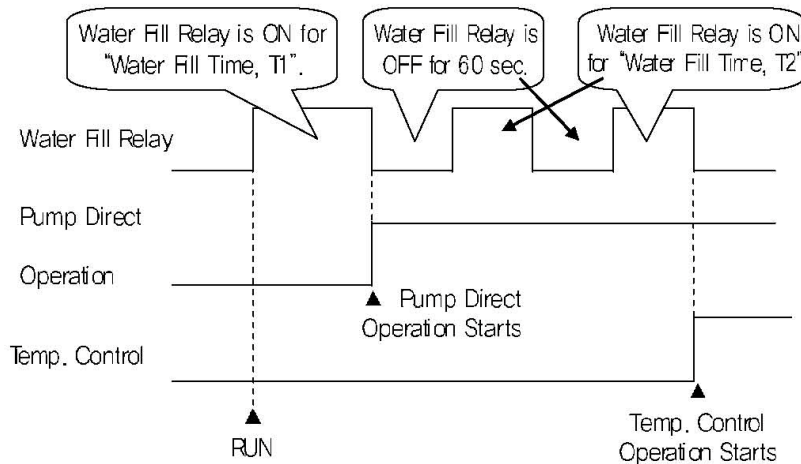 Water Fill Relay is ON for
"Water Fill Time, T1".
Water Fill Relay is
OFF for 60 sec.
Water Fill Relay is ON
for "Water Fill Time, T2"
Water Fill Relay
Pump Direct
Operation
Pump Direct
Operation Starts
Temp. Control
RUN
Temp. Control
Operation Starts